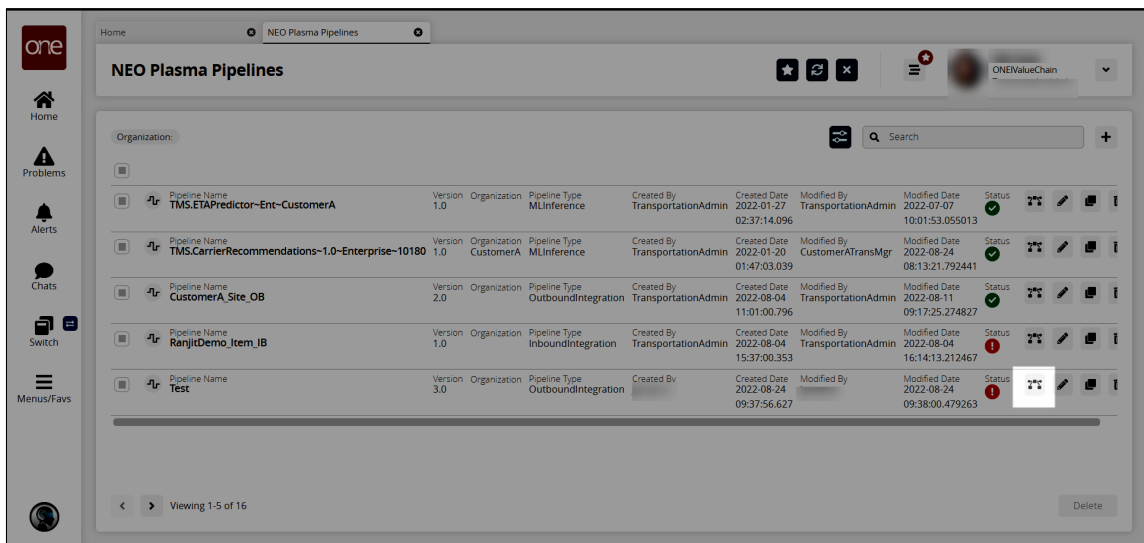 one
Home
Problems
Alerts
Chats
Switch
Menus/Favs
Home NEO Plasma Pipelines
NEO Plasma Pipelines
ONEIValueChain
Organization:
Search
Pipeline Name Version Organization Pipeline Type Created By Created Date Modified By Modified Date Status
TMS.ETAPredictor~Ent~CustomerA 1.0 MLInference TransportationAdmin 2022-01-27 TransportationAdmin 2022-07-07
02:37:14.096 10:01:53.055013
Pipeline Name Version Organization Pipeline Type Created By Created Date Modified By Modified Date Status
TMS.CarrierRecommendations~1.0~Enterprise~10180 1.0 CustomerA MLInference TransportationAdmin 2022-01-20 CustomerATransMgr 2022-08-24
01:47:03.039 08:13:21.792441
Pipeline Name Version Organization Pipeline Type Created By Created Date Modified By Modified Date Status
CustomerA_Site_OB 2.0 OutboundIntegration TransportationAdmin 2022-08-04 TransportationAdmin 2022-08-11
11:01:00.796 09:17:25.274827
Pipeline Name Version Organization Pipeline Type Created By Created Date Modified By Modified Date Status
RanjitDemo_Item_IB 1.0 InboundIntegration TransportationAdmin 2022-08-04 TransportationAdmin 2022-08-04
15:37:00.353 16:14:13.212467
Pipeline Name Version Organization Pipeline Type Created By Created Date Modified By Modified Date Status
Test 3.0 OutboundIntegration 2022-08-24 2022-08-24
09:37:56.627 09:38:00.479263
Viewing 1-5 of 16
Delete